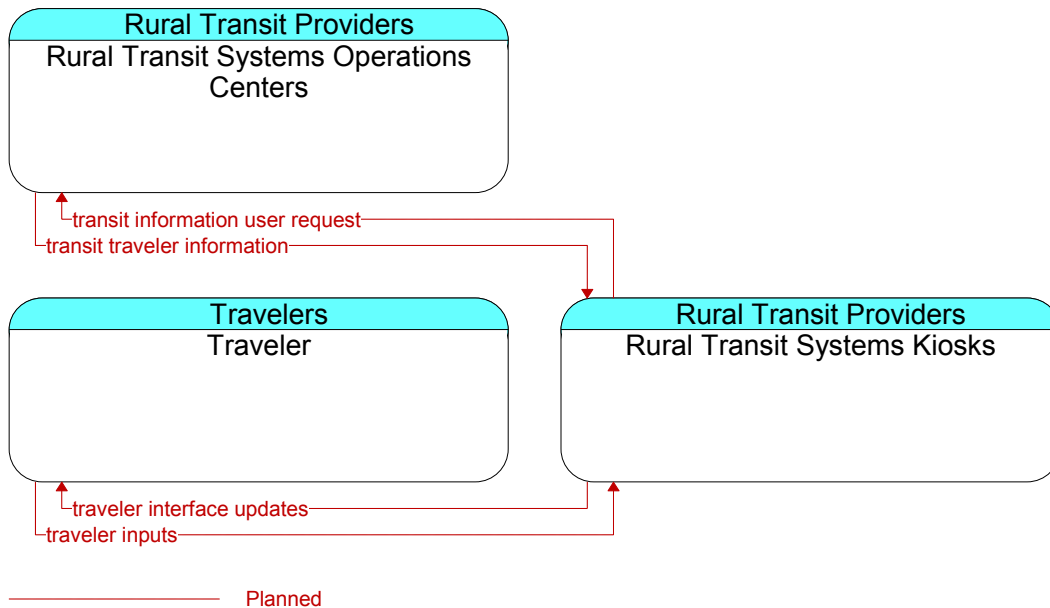 Rural Transit Providers
Rural Transit Systems Operations
Centers
transit information user request
transit traveler information
Travelers
Traveler
Rural Transit Providers
Rural Transit Systems Kiosks
traveler interface updates
traveler inputs
Planned